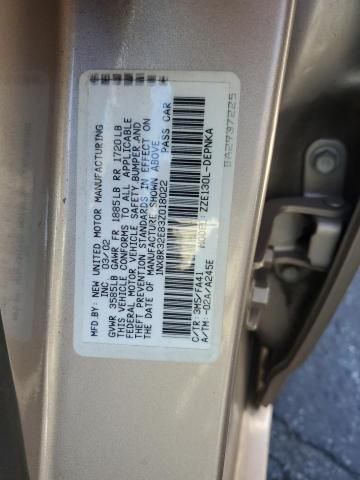 MFD.BY: NEW UNITED MOTOR MANUFACTURING
INC 03/02
GVWR 3585LB GAWR FR 1885LB RR 1720LB
THIS VEHICLE CONFORMS TO ALL APPLICABLE
FEDERAL MOTOR VEHICLE SAFETY,BUMPER,AND
THEFT PREVENTION STANDARDS IN EFFECT ON
THE DATE OF MANUFACTURE SHOWN ABOVE.
1NXBR32E83Z018022 PASS CAR
MODEL: ZZE130L-DEPNKA
C/TR: 3M5/FA41
A/TM: -02A/A245E
BA2737225